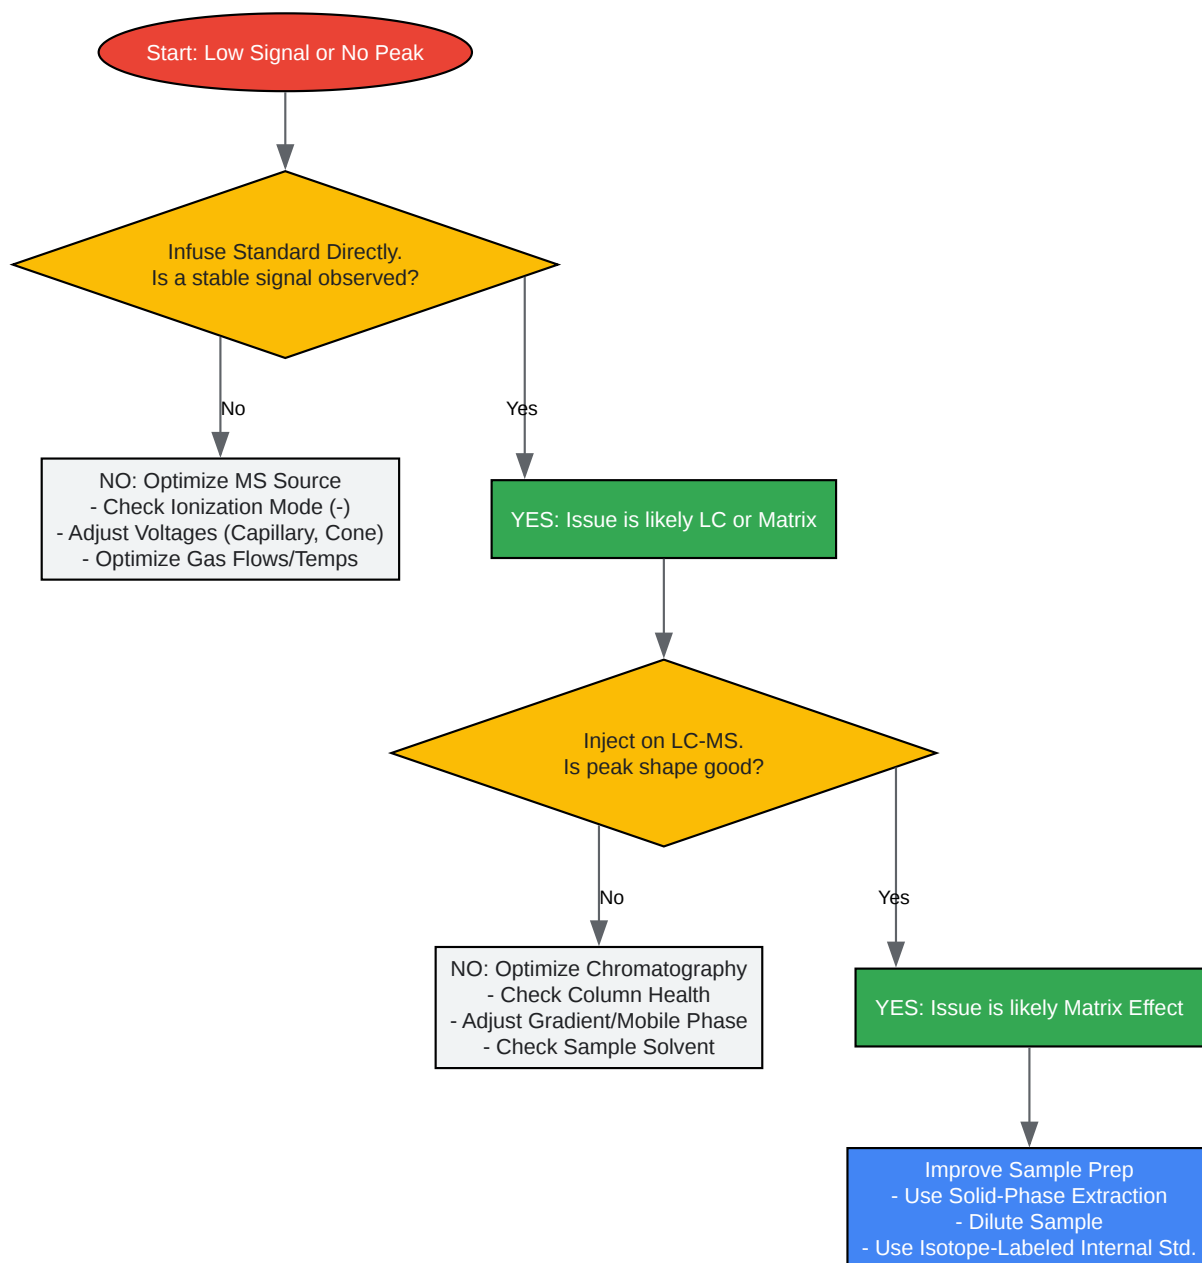 Start: Low Signal or No Peak
Infuse Standard Directly.
Is a stable signal observed?
No
Yes
NO: Optimize MS Source
- Check Ionization Mode (-)
- Adjust Voltages (Capillary, Cone)
- Optimize Gas Flows/Temps
YES: Issue is likely LC or Matrix
Inject on LC-MS.
Is peak shape good?
No
Yes
NO: Optimize Chromatography
- Check Column Health
- Adjust Gradient/Mobile Phase
- Check Sample Solvent
YES: Issue is likely Matrix Effect
Improve Sample Prep
- Use Solid-Phase Extraction
- Dilute Sample
- Use Isotope-Labeled Internal Std.